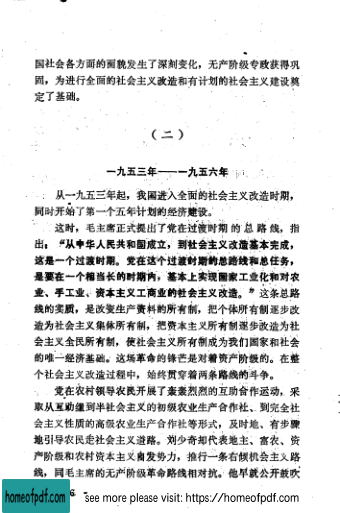 国社会各方面的面貌发生了深刻变化，无产阶级专政获得巩
固，为进行全面的社会主义改造和有计划的社会主义建设奠
定了基础。
（二）
一九五三年——一九五六年
从一九五三年起，我国进入全面的社会主义改造时期，
同时开始了第一个五年计划的经济建设。
这时，毛主席正式提出了党在过渡时期的总路线，指
出：“从中华人民共和国成立，到社会主义改造基本完成，
这是一个过渡时期。党在这个过渡时期的总路线和总任务，
是要在一个相当长的时期内，基本上实现国家工业化和对农
业、手工业、资本主义工商业的社会主义改造。”这条总路
线的实质，是改变生产资料的所有制，把个体所有制逐步改
造为社会主义集体所有制，把资本主义所有制逐步改造为社
会主义全民所有制，使社会主义所有制成为我们国家和社会
的唯一经济基础。这场革命的锋芒是对着资产阶级的。在整
个社会主义改造过程中，始终贯穿着两条路线的斗争。
党在农村领导农民开展了轰轰烈烈的互助合作运动，采
取从互助组到半社会主义的初级农业生产合作社、到完全社
会主义性质的高级农业生产合作社等形式，及时地、有步骤
地引导农民走社会主义道路。刘少奇却代表地主、富农、资
产阶级和农村资本主义自发势力，推行一条右倾机会主义路
线，同毛主席的无产阶级革命路线相对抗。他早就公开鼓吹
homeofpdf.com
6
see more please visit: https://homeofpdf.com